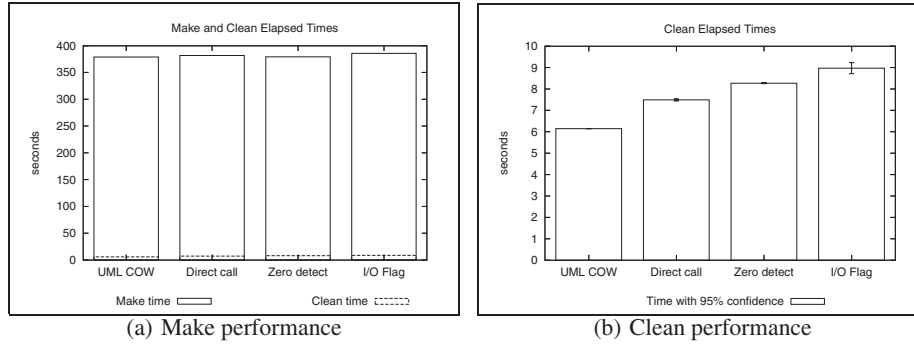 Make and Clean Elapsed Times
400
350
300
250
200
150
100
50
0
seconds
UML COW Direct call Zero detect I/O Flag
Make time Clean time
(a) Make performance
Clean Elapsed Times
10
9
8
7
6
5
4
3
2
1
0
seconds
UML COW Direct call Zero detect I/O Flag
Time with 95% confidence
(b) Clean performance